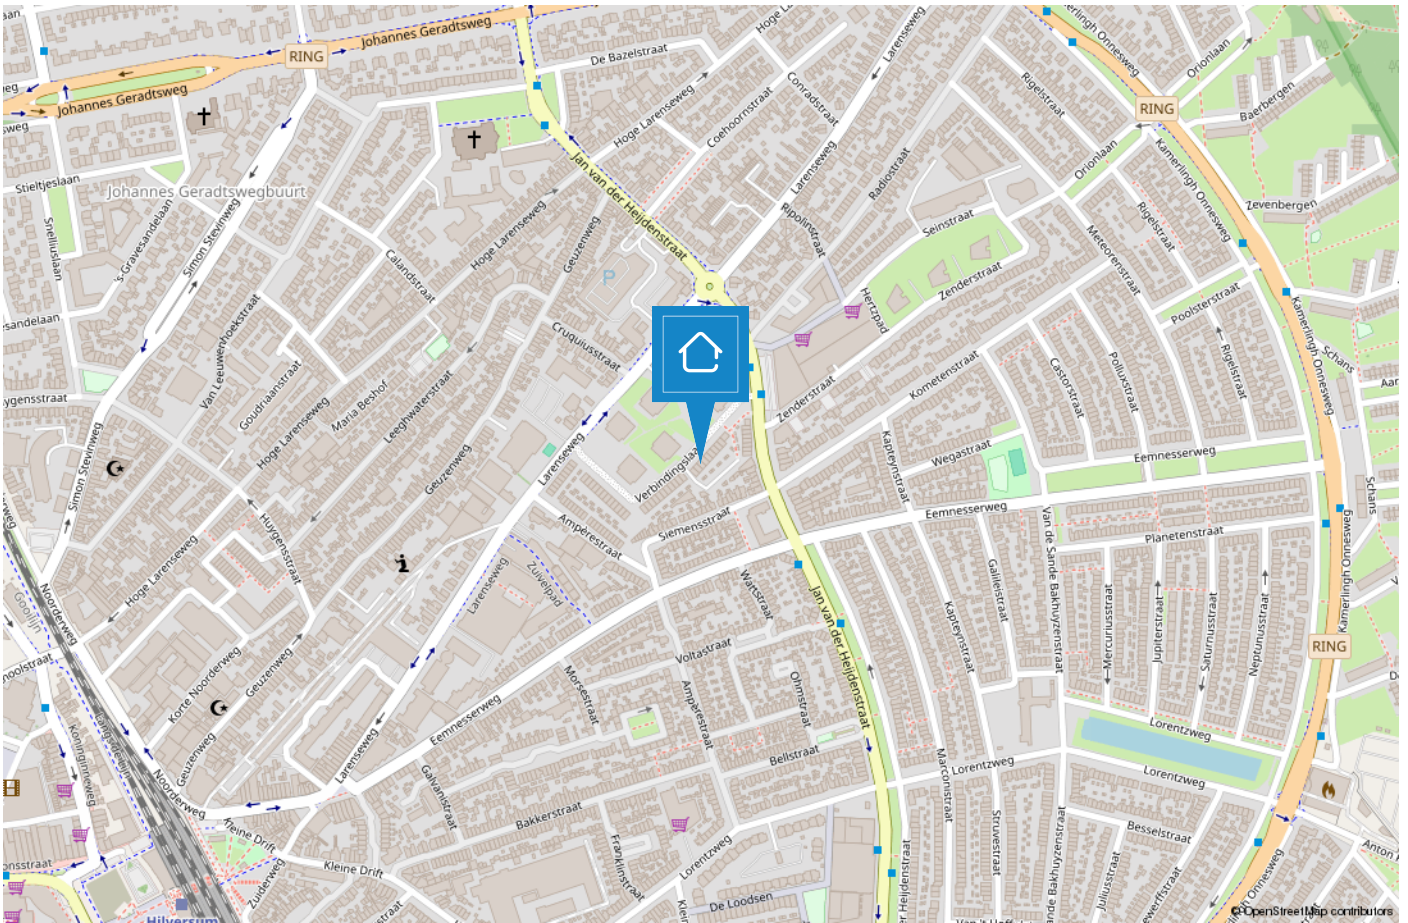 Johannes Geradtsweg
RING
Johannes Geradtsweg
De Bazelstraat
Hoge Larenseweg
Coehoornstraat
Conradstraat
Larenseweg
Larenseweg
Radiostraat
Rigelstraat
Orionlaan
Baerbergen
RING
Orionlaan
Kamerlingh Onnesweg
Zevenbergen
Stieltjeslaan
Johannes Geradtswegbuurt
Snelliuslaan
's-Gravesandelaan
Simon Stevinweg
Jan van der Heijdenstraat
Hoge Larenseweg
Geuzenweg
Calandstraat
P
Ripolinstraat
Seinstraat
Zenderstraat
Hertzpad
Meteorenstraat
Rigelstraat
Poolsterstraat
Kamerlingh Onnesweg
Schans
Van Leeuwenhoekstraat
Goudriaanstraat
Maria Beshof
Hoge Larenseweg
Leeghwaterstraat
Cruquiusstraat
Zenderstraat
Kometenstraat
Castorstraat
Polluxstraat
Rigelstraat
Simon Stevinweg
Geuzenweg
Larenseweg
Kapteynstraat
Wegastraat
Eemnesserweg
Schans
Huygensstraat
Ampèrestraat
Siemensstraat
Eemnesserweg
Planetenstraat
Van de Sande Bakhuyzenstraat
Kamerlingh Onnesweg
Gooilijn
Noorderweg
Hoge Larenseweg
Larenseweg
Zuivelpad
Wattstraat
Jan van der Heijdenstraat
Kapteynstraat
Galileistraat
Mercuriusstraat
Jupiterstraat
Saturnusstraat
Neptunusstraat
RING
Korte Noorderweg
Geuzenweg
Voltastraat
Morsestraat
Ampèrestraat
Ohmstraat
Eemnesserweg
Lorentzweg
Koninginneweg
Geuzenweg
Noorderweg
Larenseweg
Bellstraat
Marconistraat
Lorentzweg
Lorentzweg
Galvanistraat
Bakkerstraat
Franklinstraat
Lorentzweg
Struvestraat
Besselstraat
Juliusstraat
Kleine Drift
Zuiderweg
De Loodsen
Hilversum
© OpenStreetMap contributors